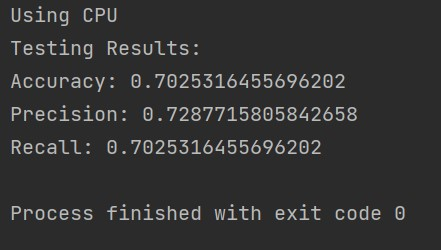 Using CPU
Testing Results:
Accuracy: 0.7025316455696202
Precision: 0.7287715805842658
Recall: 0.7025316455696202
Process finished with exit code 0